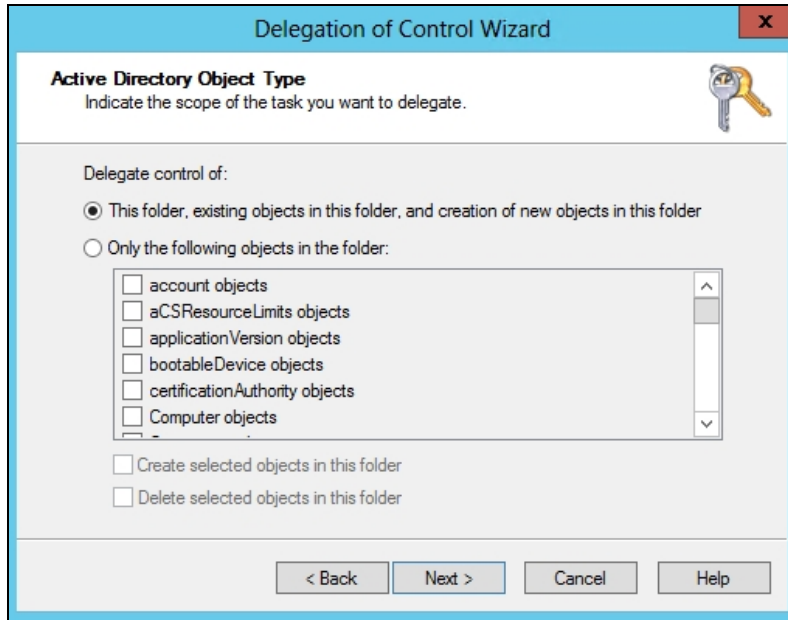 Delegation of Control Wizard
x
Active Directory Object Type
Indicate the scope of the task you want to delegate.
Delegate control of:
This folder, existing objects in this folder, and creation of new objects in this folder
Only the following objects in the folder:
account objects
aCSResourceLimits objects
applicationVersion objects
bootableDevice objects
certificationAuthority objects
Computer objects
Create selected objects in this folder
Delete selected objects in this folder
< Back Next > Cancel Help